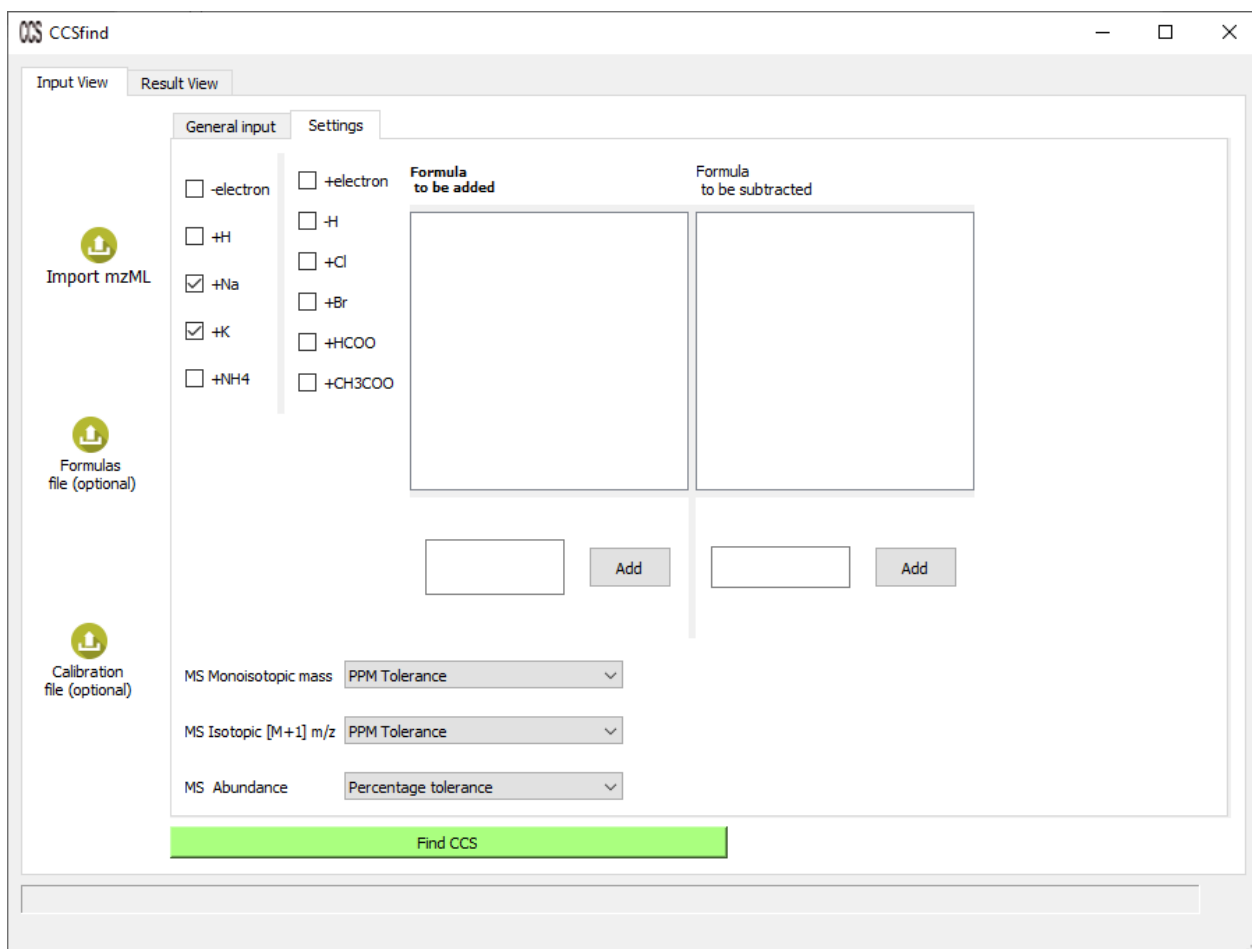 CCS CCSfind
Input View
Result View
General input
Settings
-electron
+H
+Na
+K
+NH4
+electron
-H
+Cl
+Br
+HCOO
+CH3COO
Formula
to be added
Formula
to be subtracted
Import mzML
Formulas
file (optional)
Calibration
file (optional)
Add
Add
MS Monoisotopic mass
PPM Tolerance
MS Isotopic [M+1] m/z
PPM Tolerance
MS Abundance
Percentage tolerance
Find CCS